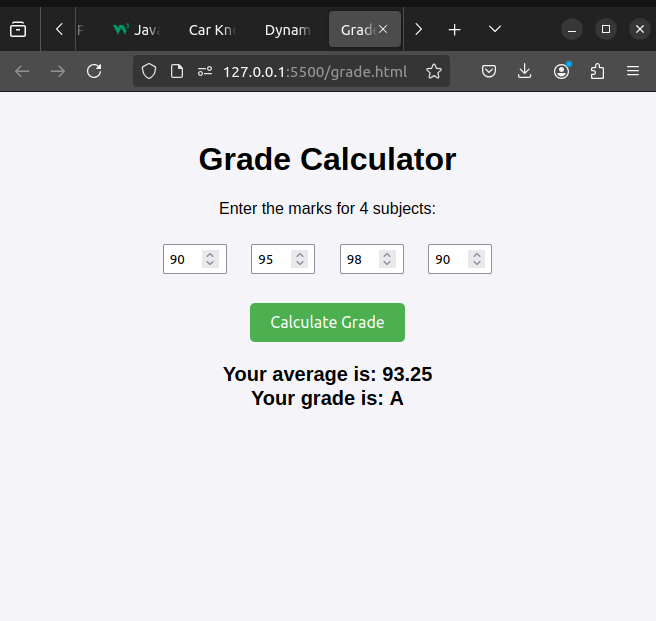 Java
Car Kn
Dynam
Grade
127.0.0.1:5500/grade.html
Grade Calculator
Enter the marks for 4 subjects:
90 95 98 90
Calculate Grade
Your average is: 93.25
Your grade is: A